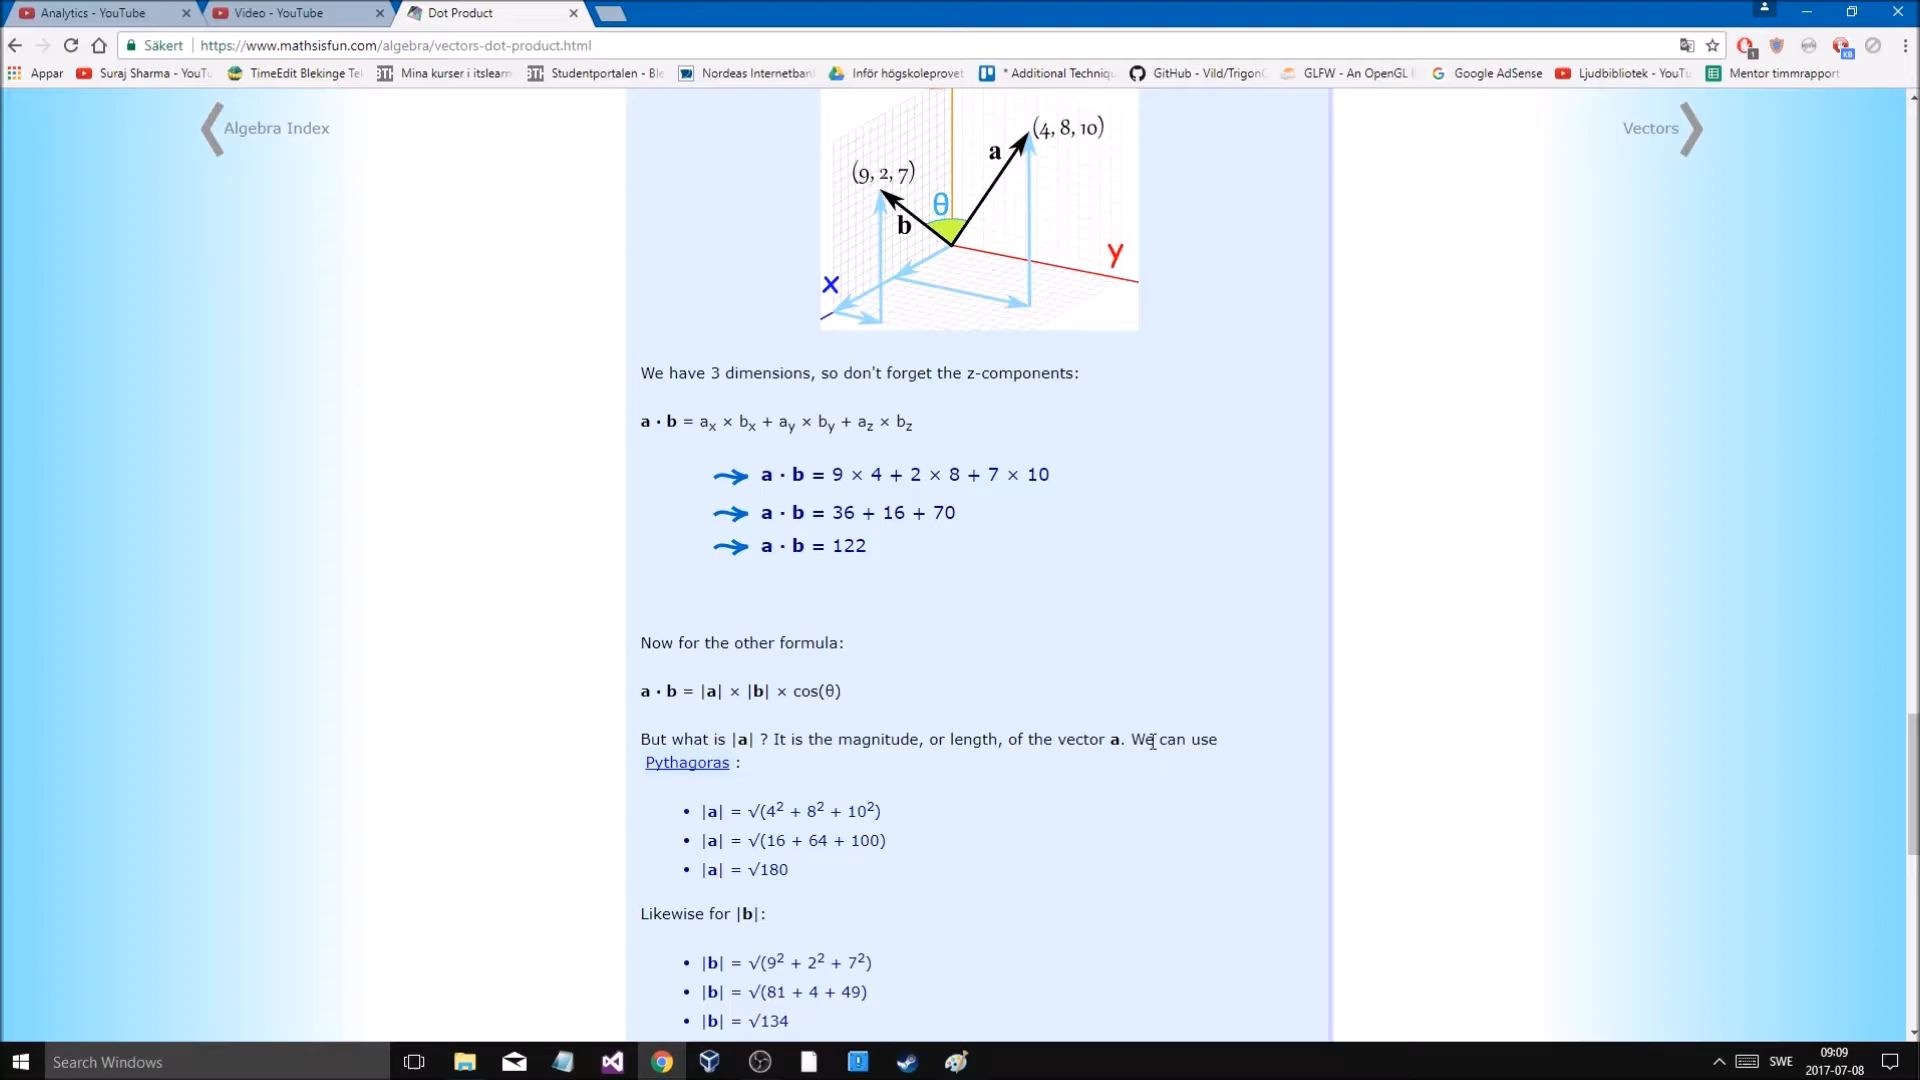 Analytics - YouTube
Video - YouTube
Dot Product
Säkert
https://www.mathsisfun.com/algebra/vectors-dot-product.html
Appar
Suraj Sharma - YouTu
TimeEdit Blekinge Te
Mina kurser i itslearn
Studentportalen - Ble
Nordeas Internetban
Inför högskoleprovet
* Additional Techniqu
GitHub - Vild/Trigon
GLFW - An OpenGL
Google AdSense
Ljudbibliotek - YouTu
Mentor timmrapport
Algebra Index
Vectors
(4, 8, 10)
a
(9, 2, 7)
θ
b
y
x
We have 3 dimensions, so don't forget the z-components:
a · b = ax × bx + ay × by + az × bz
a · b = 9 × 4 + 2 × 8 + 7 × 10
a · b = 36 + 16 + 70
a · b = 122
Now for the other formula:
a · b = |a| × |b| × cos(θ)
But what is |a| ? It is the magnitude, or length, of the vector a. We can use
Pythagoras :
• |a| = √(4² + 8² + 10²)
• |a| = √(16 + 64 + 100)
• |a| = √180
Likewise for |b|:
• |b| = √(9² + 2² + 7²)
• |b| = √(81 + 4 + 49)
• |b| = √134
Search Windows
SWE
09:09
2017-07-08